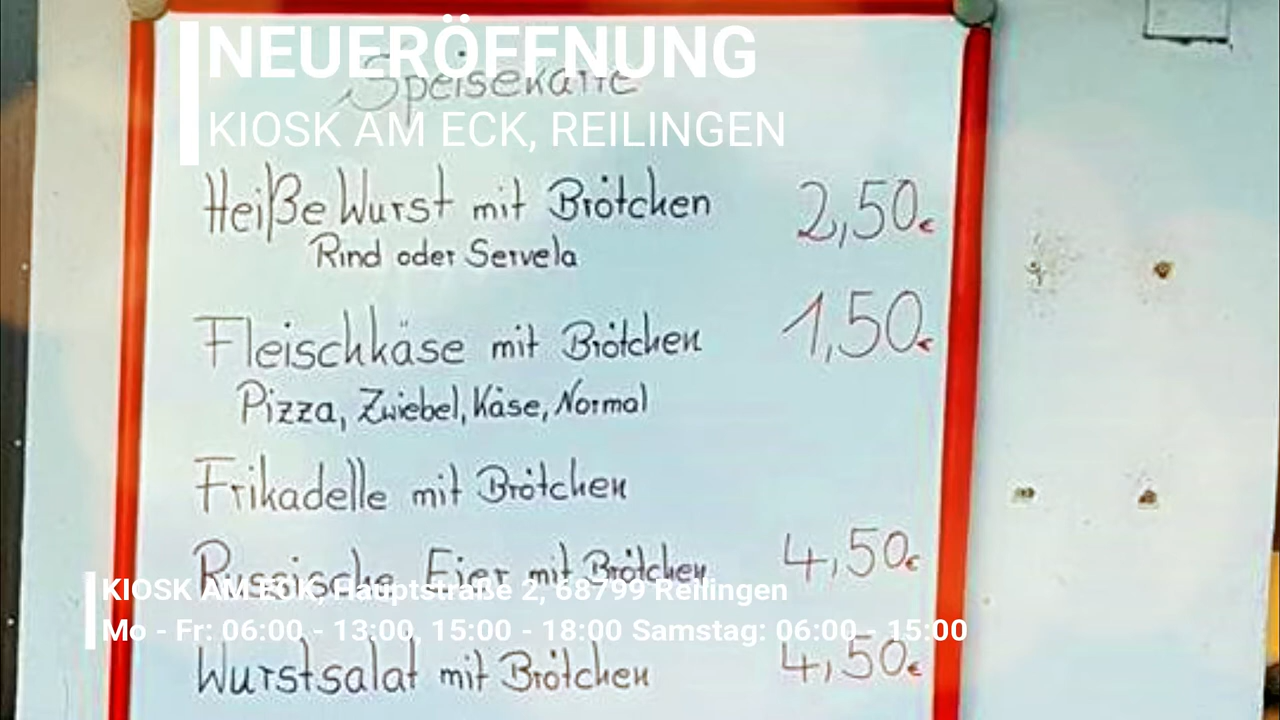 NEUERÖFFNUNG
Speisekarte
KIOSK AM ECK, REILINGEN
Heiße Wurst mit Brötchen 2,50€
Rind oder Servela
Fleischkäse mit Brötchen 1,50€
Pizza, Zwiebel, Käse, Normal
Frikadelle mit Brötchen
Russische Eier mit Brötchen 4,50€
KIOSK AM ECK, Hauptstraße 2, 68799 Reilingen
Mo - Fr: 06:00 - 13:00, 15:00 - 18:00 Samstag: 06:00 - 15:00
Wurstsalat mit Brötchen 4,50€